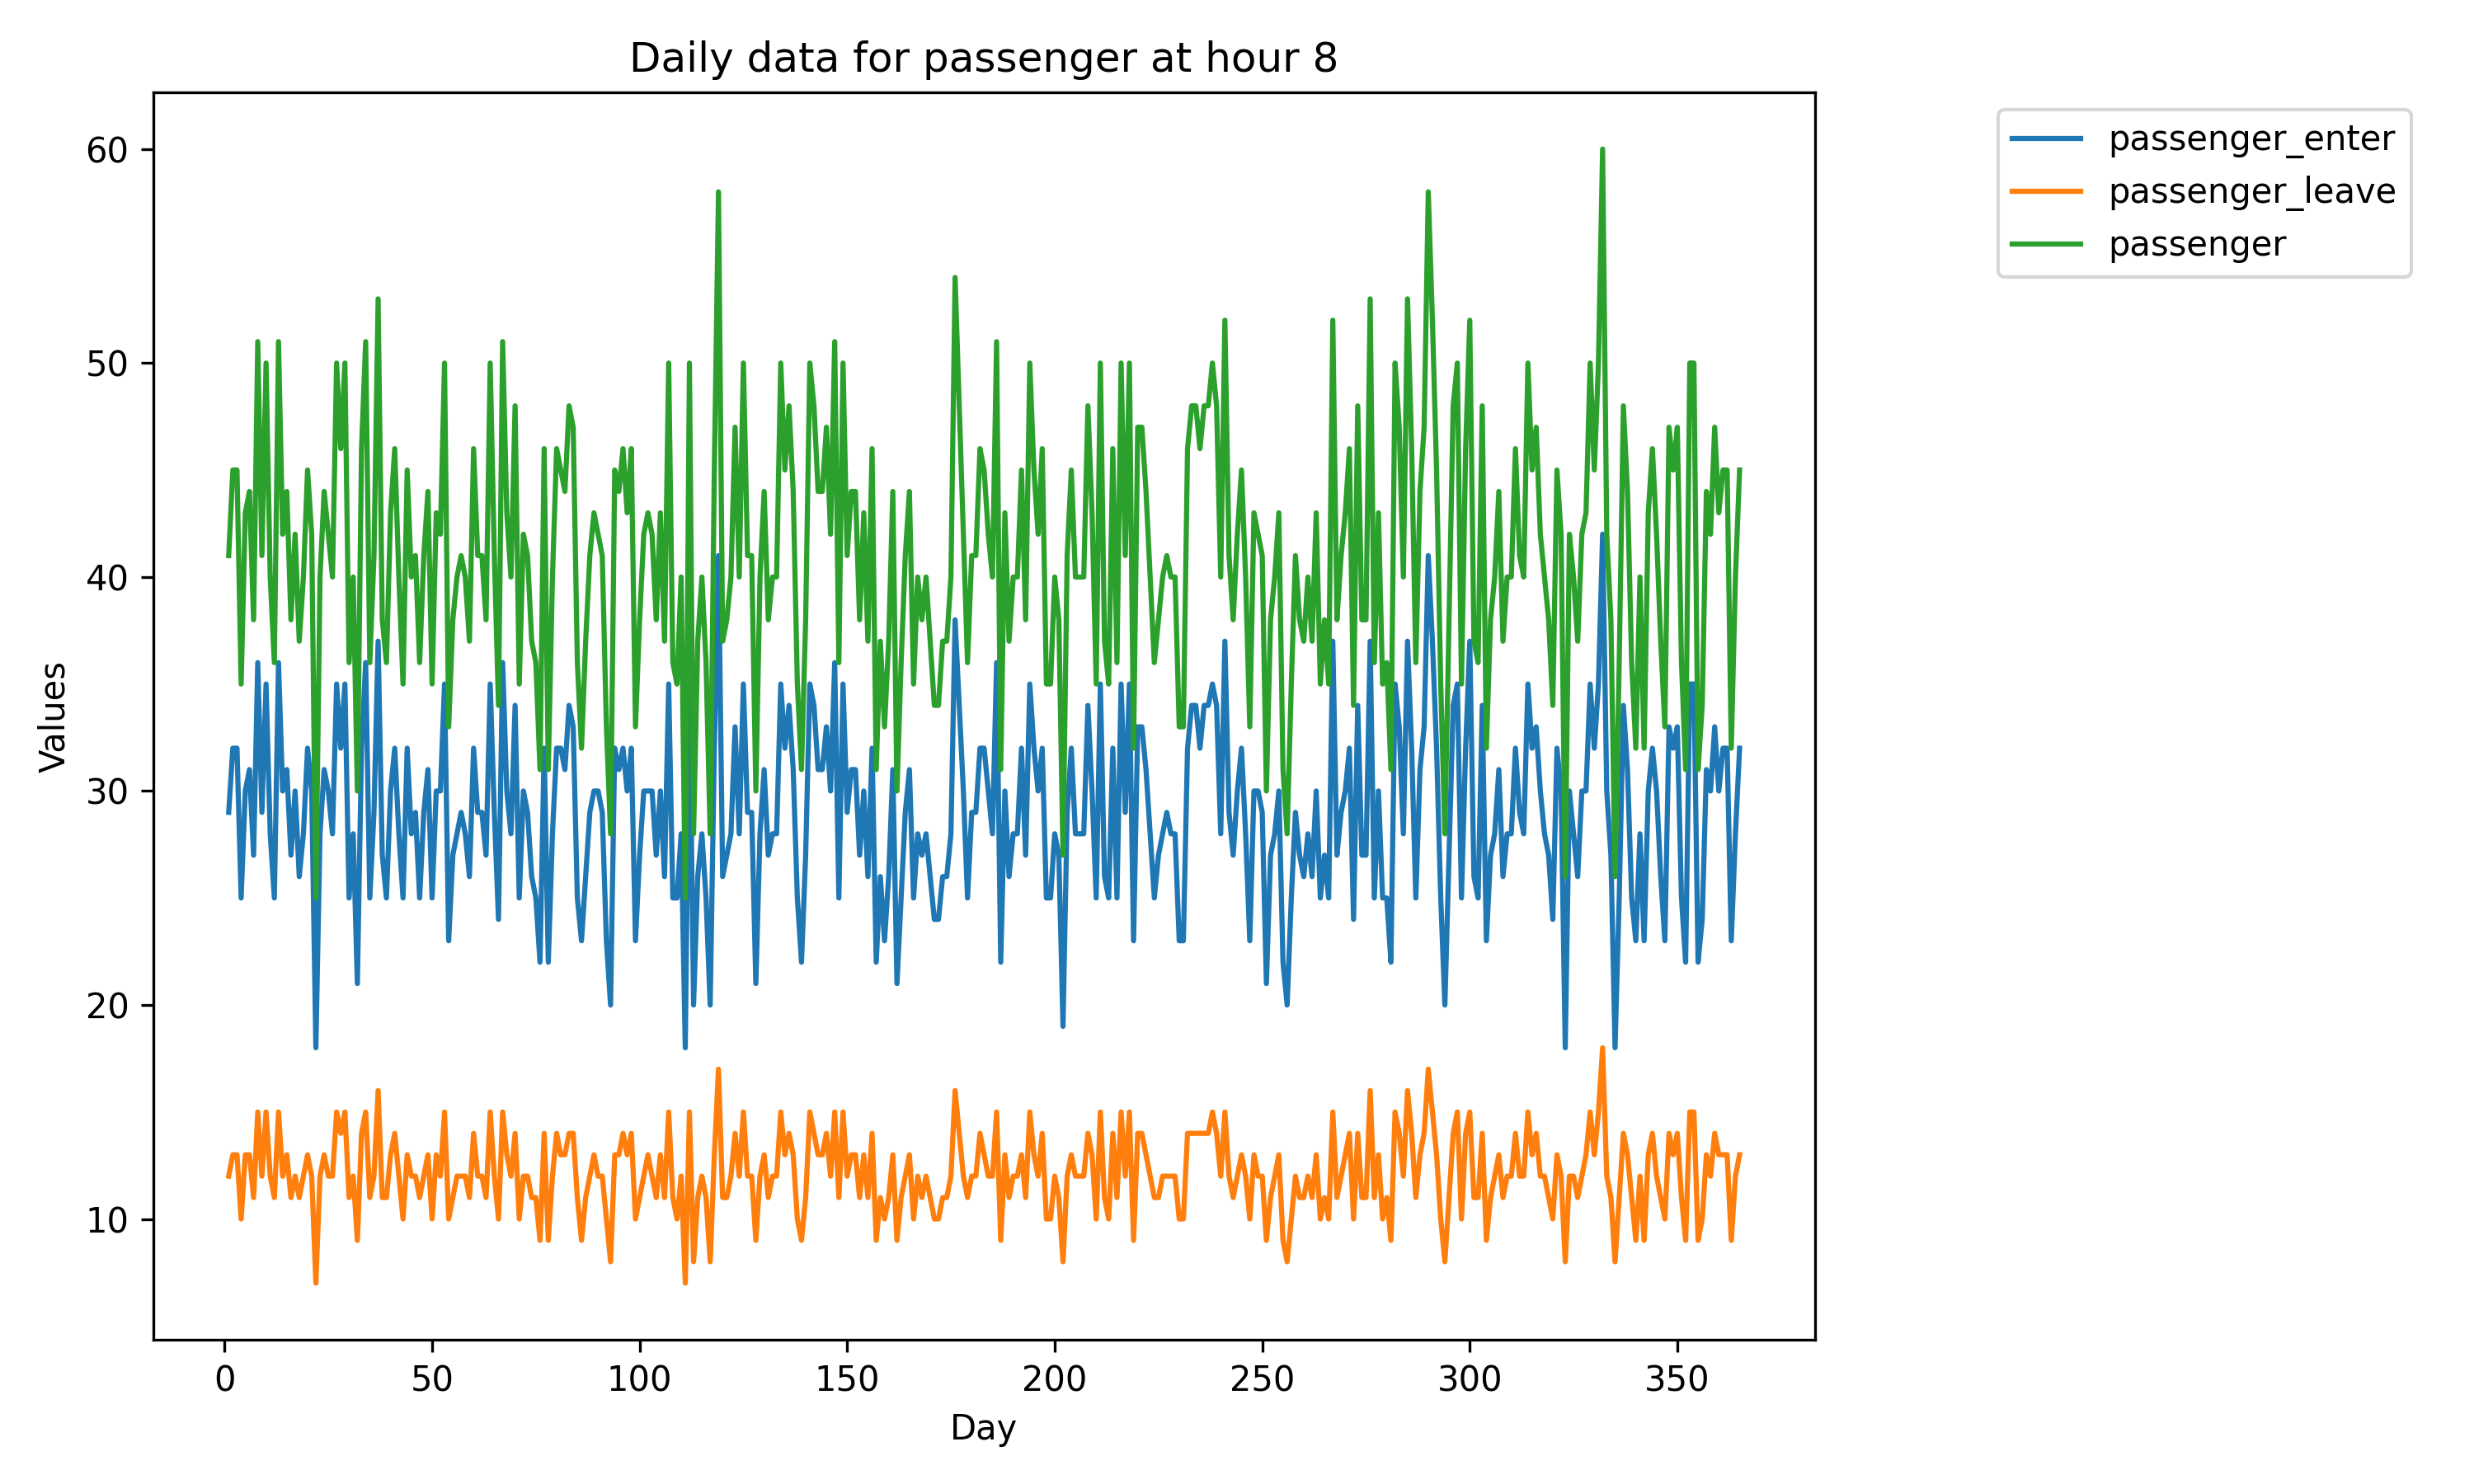 Daily data for passenger at hour 8
passenger_enter
passenger_leave
passenger
60
50
40
30
20
10
Values
0 50 100 150 200 250 300 350
Day